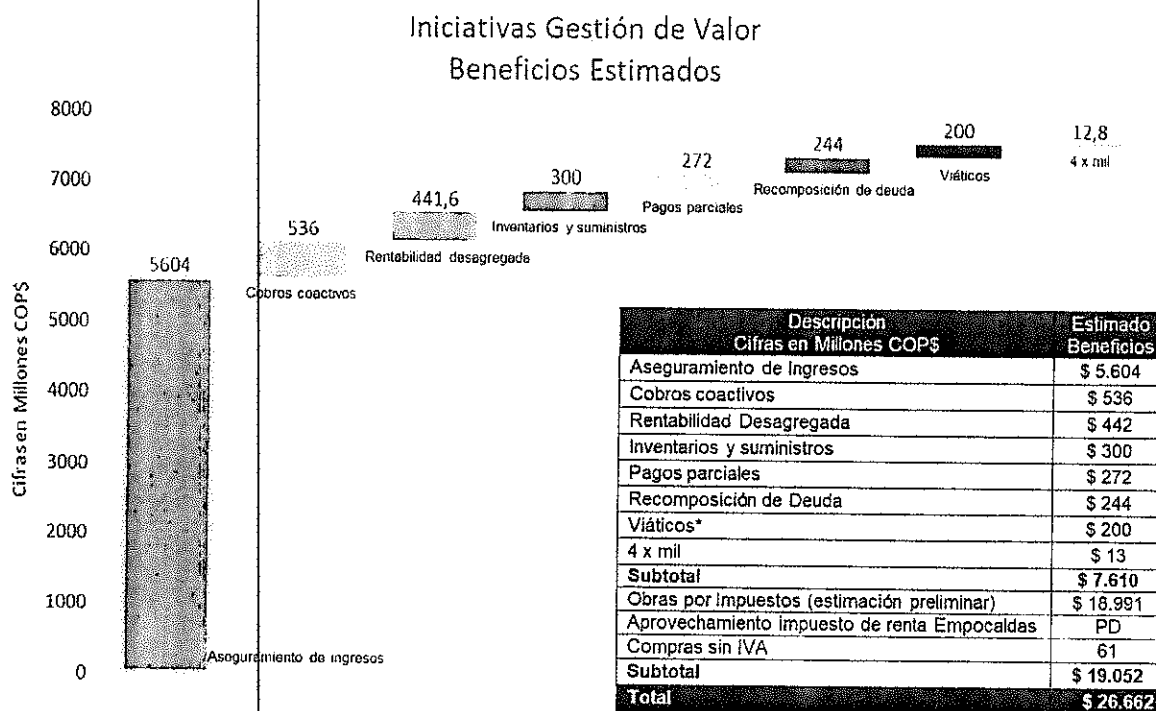 Iniciativas Gestión de Valor
Beneficios Estimados
Cifras en Millones COP$
8000
7000
6000
5000
4000
3000
2000
1000
0
5604
Aseguramiento de ingresos
536
Cobros coactivos
441,6
Rentabilidad desagregada
300
Inventarios y suministros
272
Pagos parciales
244
Recomposición de deuda
200
Viáticos
12,8
4 x mil
Descripción Estimado
Cifras en Millones COP$ Beneficios
Aseguramiento de Ingresos $ 5.604
Cobros coactivos $ 536
Rentabilidad Desagregada $ 442
Inventarios y suministros $ 300
Pagos parciales $ 272
Recomposición de Deuda $ 244
Viáticos* $ 200
4 x mil $ 13
Subtotal $ 7.610
Obras por Impuestos (estimación preliminar) $ 18.991
Aprovechamiento impuesto de renta Empocaldas PD
Compras sin IVA 61
Subtotal $ 19.052
Total $ 26.662